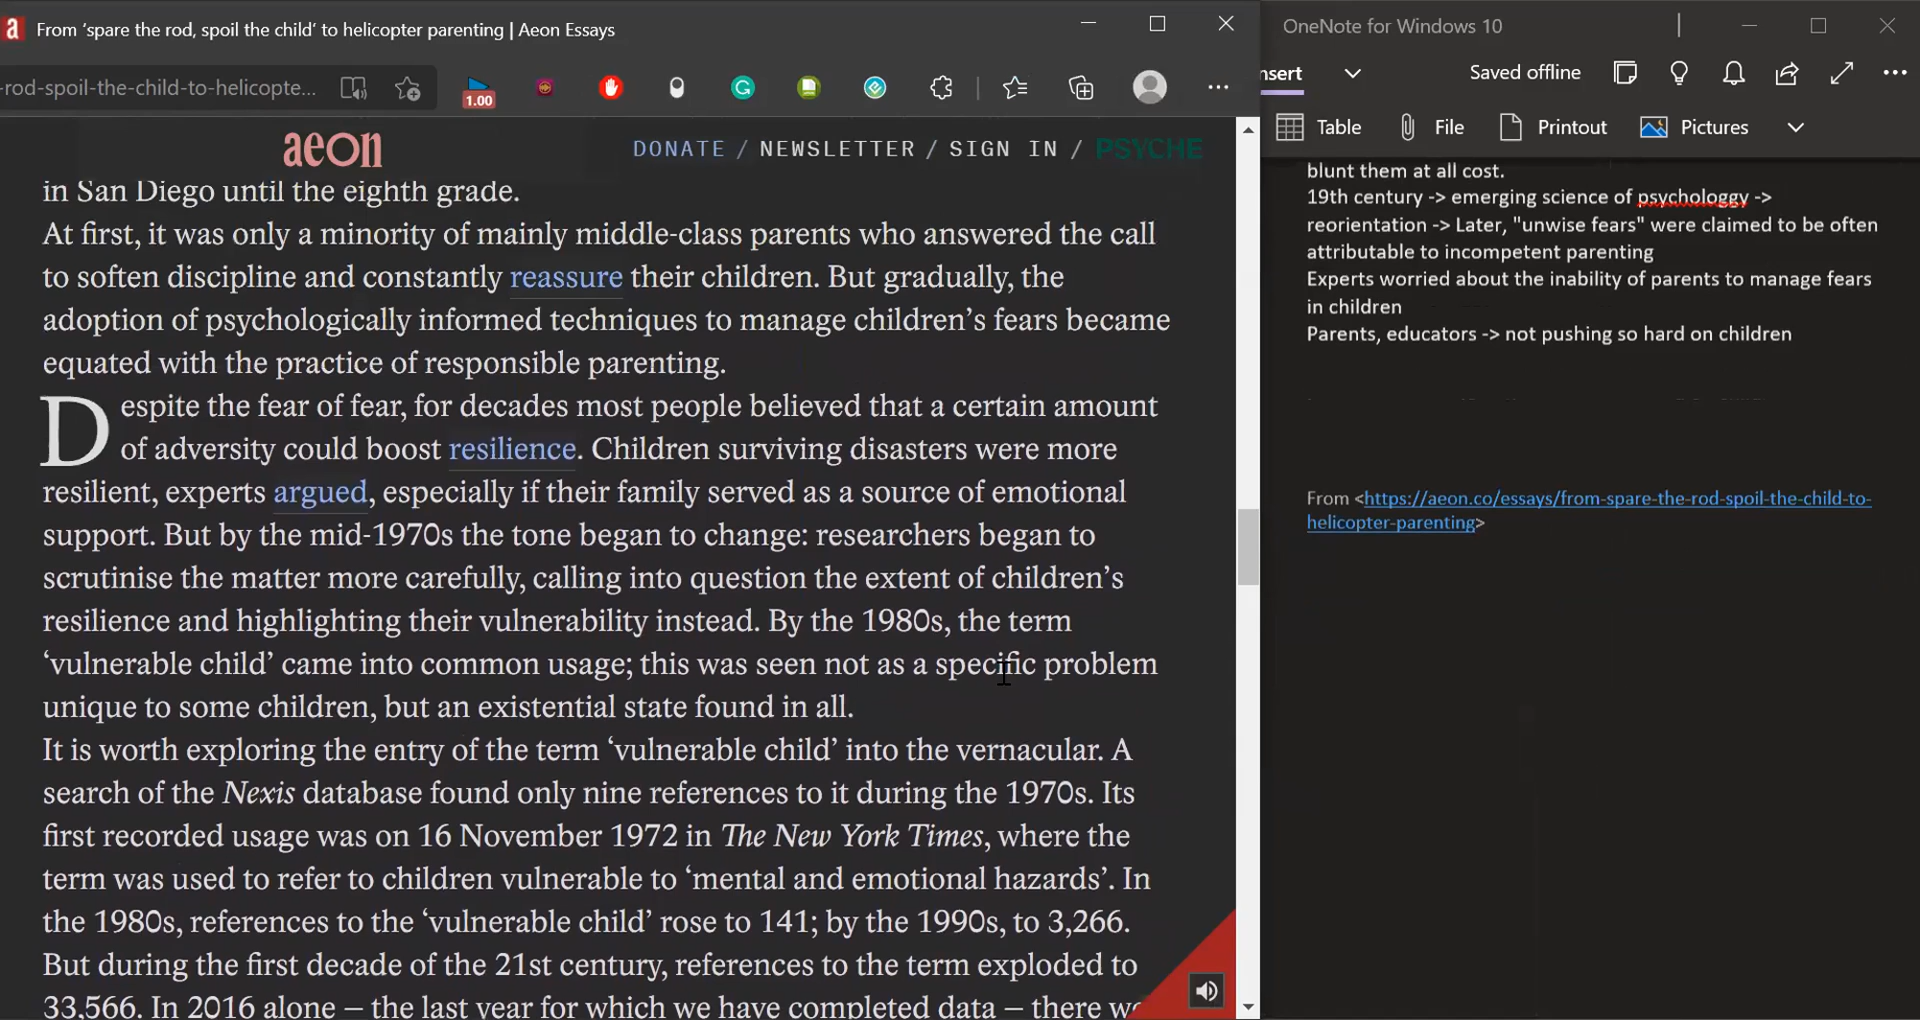 From ‘spare the rod, spoil the child’ to helicopter parenting | Aeon Essays
-rod-spoil-the-child-to-helicopte...
1.00
aeon
DONATE / NEWSLETTER / SIGN IN / PSYCHE
in San Diego until the eighth grade.
At first, it was only a minority of mainly middle-class parents who answered the call
to soften discipline and constantly reassure their children. But gradually, the
adoption of psychologically informed techniques to manage children’s fears became
equated with the practice of responsible parenting.
Despite the fear of fear, for decades most people believed that a certain amount
of adversity could boost resilience. Children surviving disasters were more
resilient, experts argued, especially if their family served as a source of emotional
support. But by the mid-1970s the tone began to change: researchers began to
scrutinise the matter more carefully, calling into question the extent of children’s
resilience and highlighting their vulnerability instead. By the 1980s, the term
‘vulnerable child’ came into common usage; this was seen not as a specific problem
unique to some children, but an existential state found in all.
It is worth exploring the entry of the term ‘vulnerable child’ into the vernacular. A
search of the Nexis database found only nine references to it during the 1970s. Its
first recorded usage was on 16 November 1972 in The New York Times, where the
term was used to refer to children vulnerable to ‘mental and emotional hazards’. In
the 1980s, references to the ‘vulnerable child’ rose to 141; by the 1990s, to 3,266.
But during the first decade of the 21st century, references to the term exploded to
33,566. In 2016 alone – the last year for which we have completed data – there we
OneNote for Windows 10
nsert
Saved offline
Table File Printout Pictures
blunt them at all cost.
19th century -> emerging science of psychologgy ->
reorientation -> Later, "unwise fears" were claimed to be often
attributable to incompetent parenting
Experts worried about the inability of parents to manage fears
in children
Parents, educators -> not pushing so hard on children
From <https://aeon.co/essays/from-spare-the-rod-spoil-the-child-to-
helicopter-parenting>